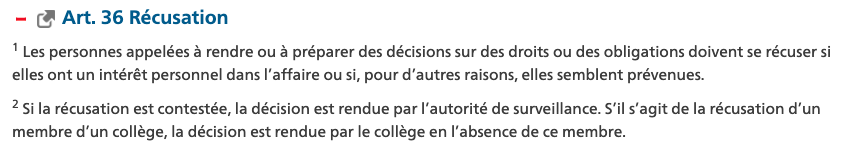 Art. 36 Récusation
1 Les personnes appelées à rendre ou à préparer des décisions sur des droits ou des obligations doivent se récuser si
elles ont un intérêt personnel dans l’affaire ou si, pour d’autres raisons, elles semblent prévenues.
2 Si la récusation est contestée, la décision est rendue par l’autorité de surveillance. S’il s’agit de la récusation d’un
membre d’un collège, la décision est rendue par le collège en l’absence de ce membre.